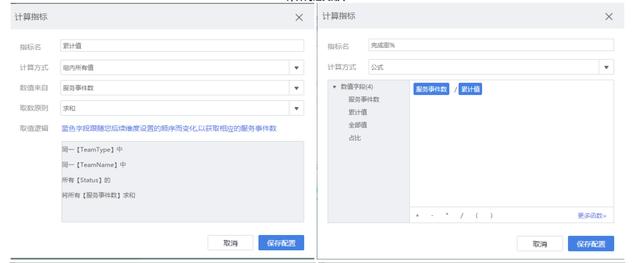 计算指标
指标名 累计值
计算方式 组内所有值
数值来自 服务事件数
取数原则 求和
取值逻辑 蓝色字段跟随您后续维度设置的顺序而变化,以获取相应的服务事件数
同一【TeamType】中
同一【TeamName】中
所有【Status】的
将所有【服务事件数】求和
取消 保存配置
计算指标
指标名 完成率%
计算方式 公式
数值字段(4)
服务事件数
累计值
全部值
占比
服务事件数 / 累计值
+ - * / ( )
更多函数»
取消 保存配置